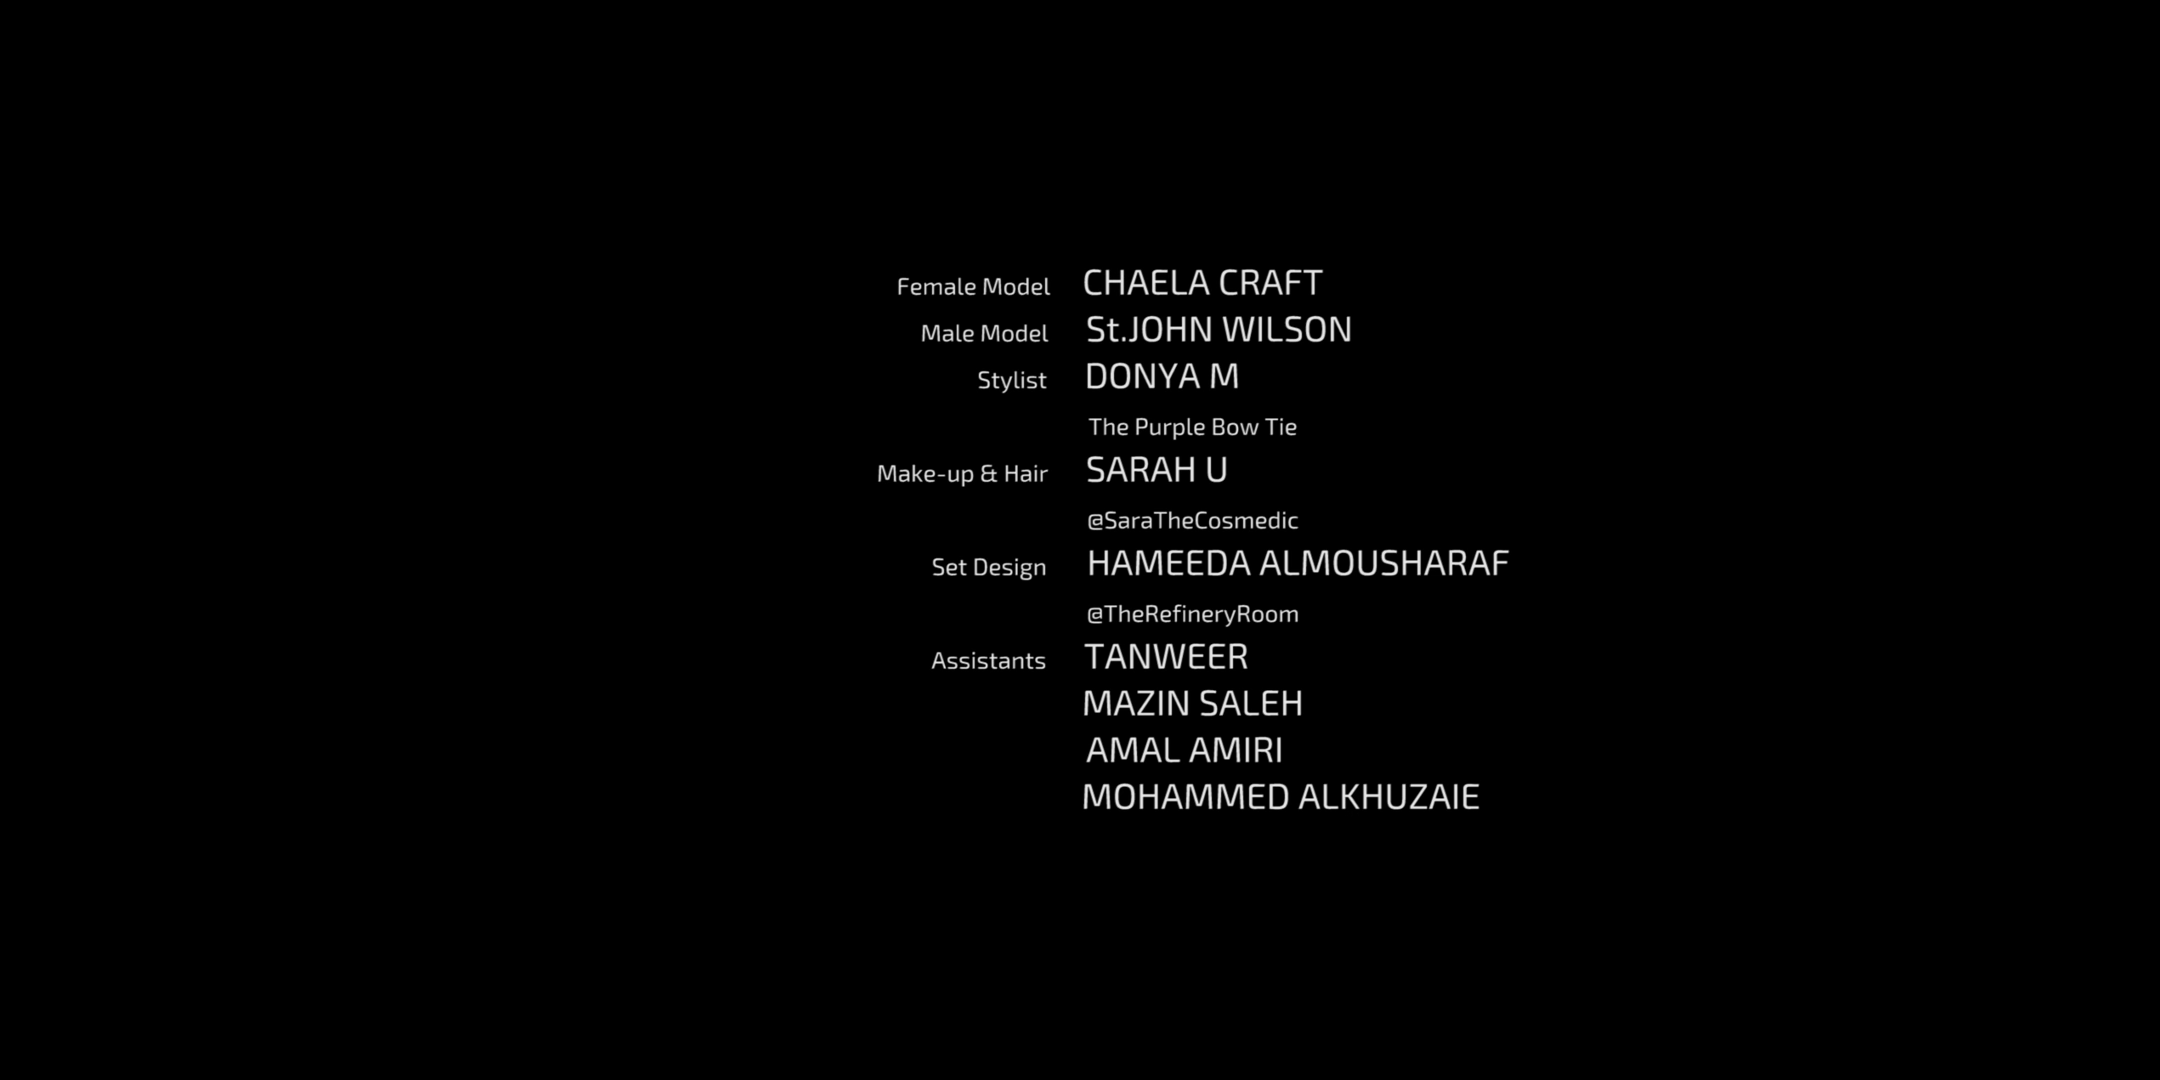 Female Model CHAELA CRAFT
Male Model St.JOHN WILSON
Stylist DONYA M
The Purple Bow Tie
Make-up & Hair SARAH U
@SaraTheCosmedic
Set Design HAMEEDA ALMOUSHARAF
@TheRefineryRoom
Assistants TANWEER
MAZIN SALEH
AMAL AMIRI
MOHAMMED ALKHUZAIE